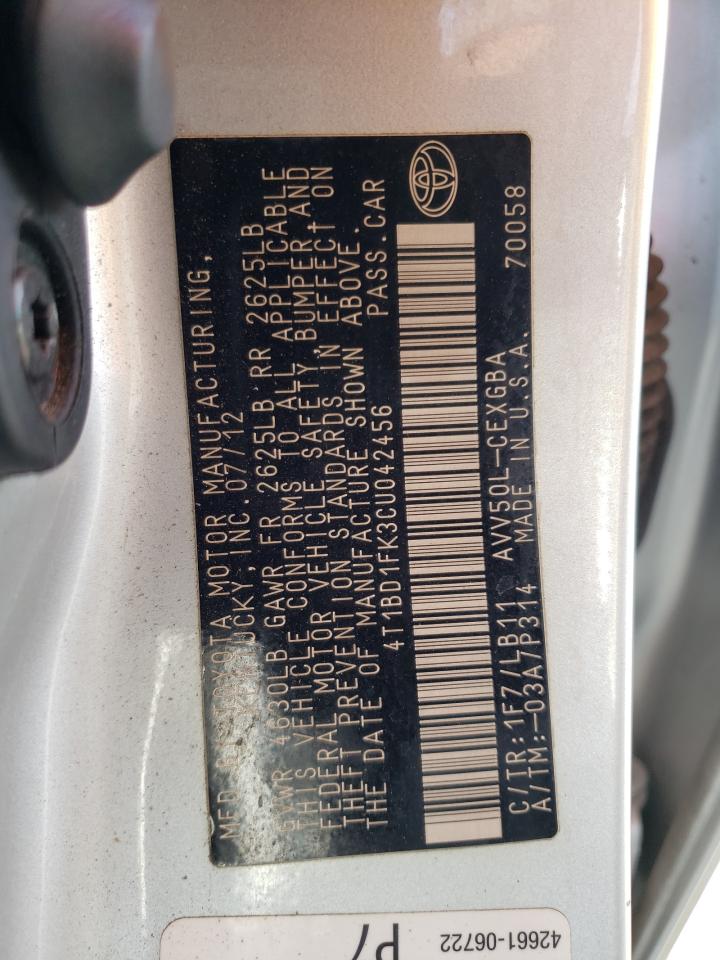 MFD. BY TOYOTA MOTOR MANUFACTURING,
KENTUCKY, INC. 07/12
GVWR 4630LB GAWR FR 2625LB RR 2625LB
THIS VEHICLE CONFORMS TO ALL APPLICABLE
FEDERAL MOTOR VEHICLE SAFETY, BUMPER AND
THEFT PREVENTION STANDARDS IN EFFECT ON
THE DATE OF MANUFACTURE SHOWN ABOVE.
4T1BD1FK3CU042456 PASS.CAR
C/TR:1F7/LB11 AVV50L-CEXGBA 70058
A/TM:-03A7P314 MADE IN U.S.A.
42661-06722